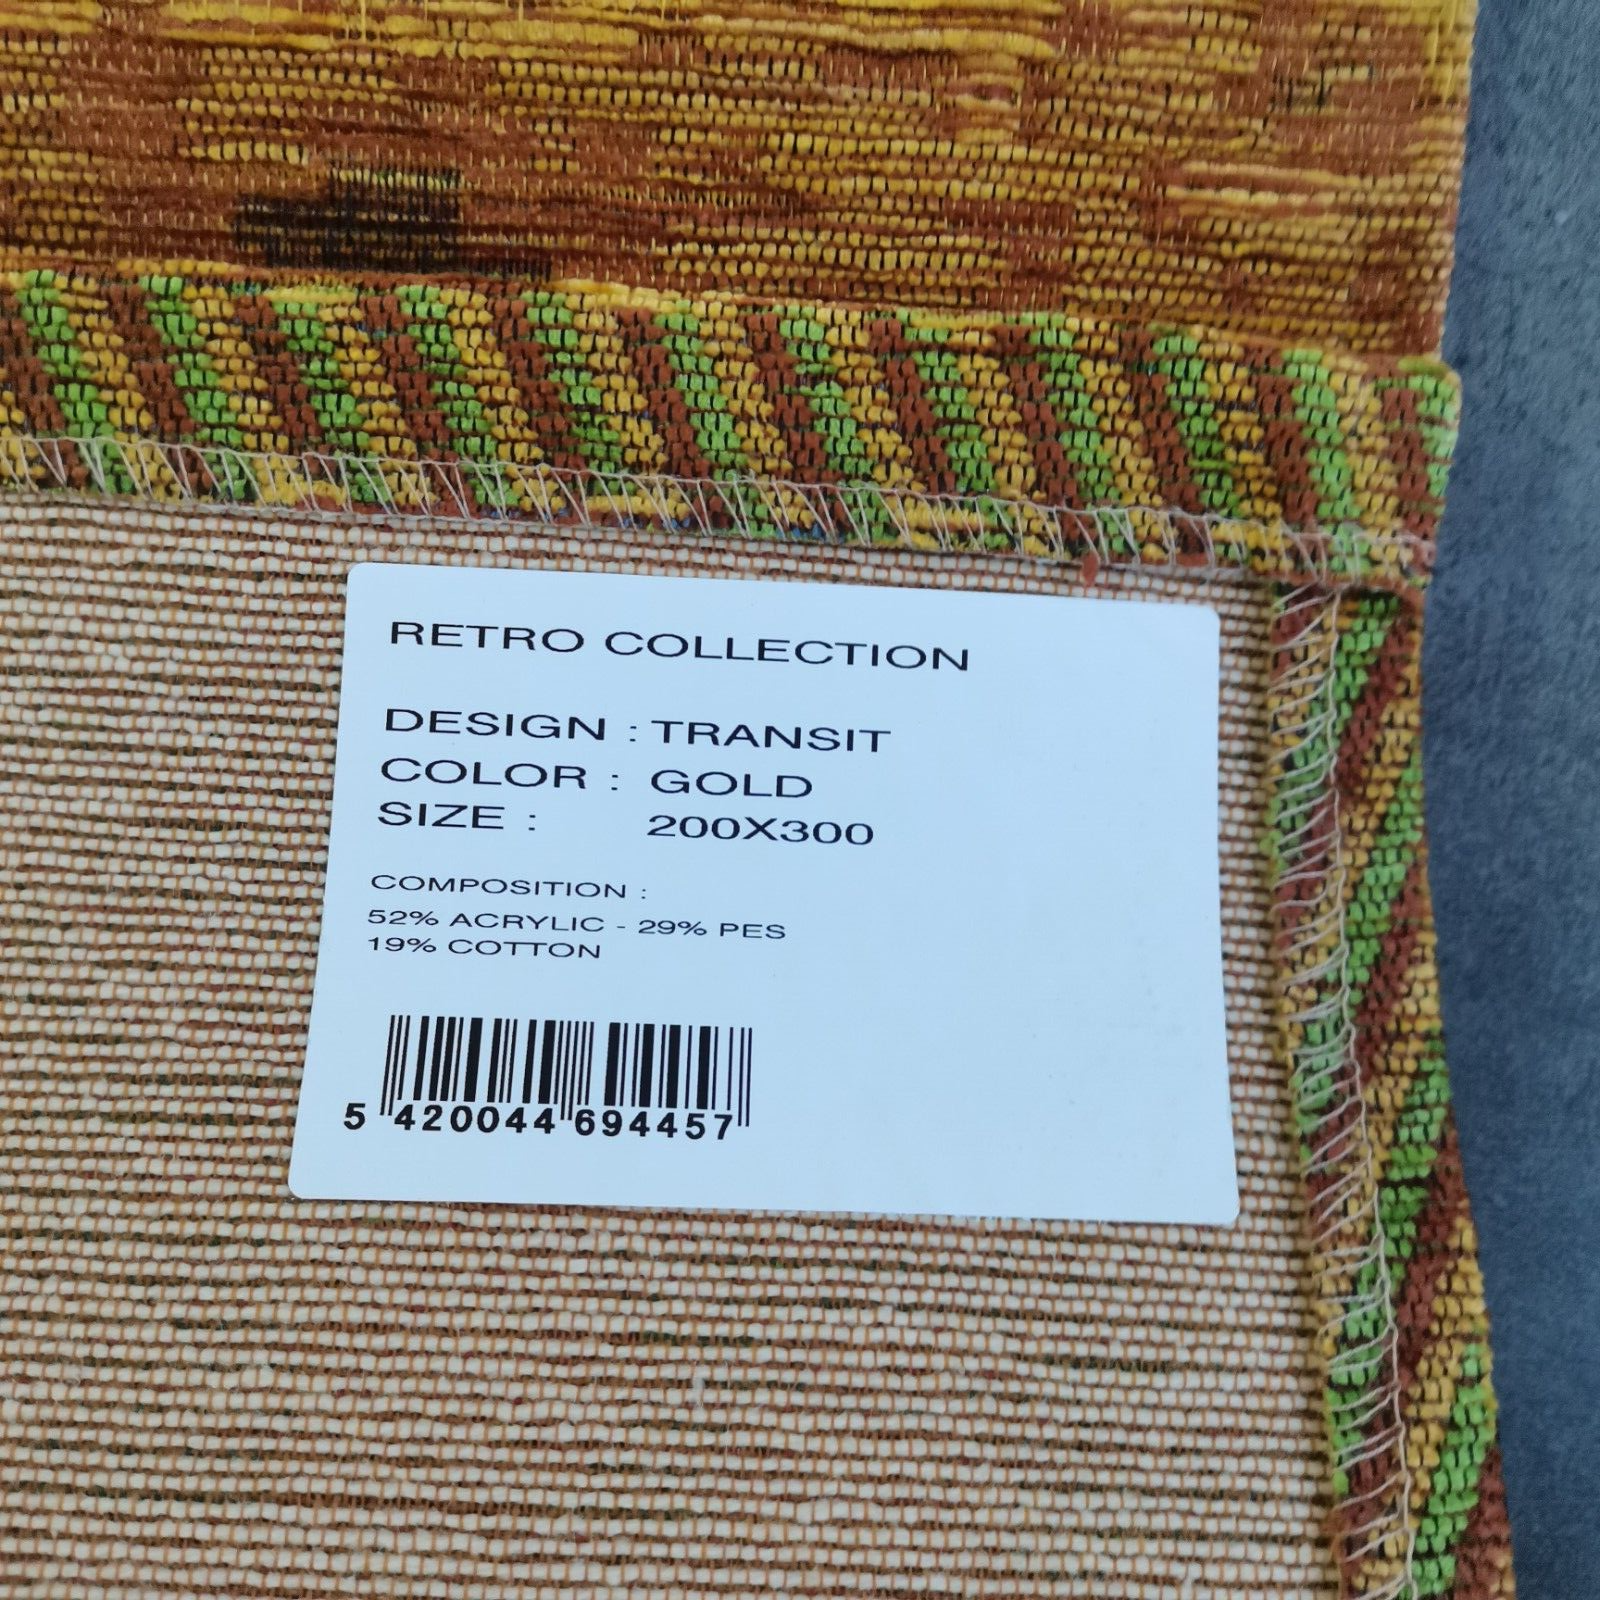 RETRO COLLECTION
DESIGN : TRANSIT
COLOR : GOLD
SIZE : 200X300
COMPOSITION :
52% ACRYLIC - 29% PES
19% COTTON
5 420044 694457